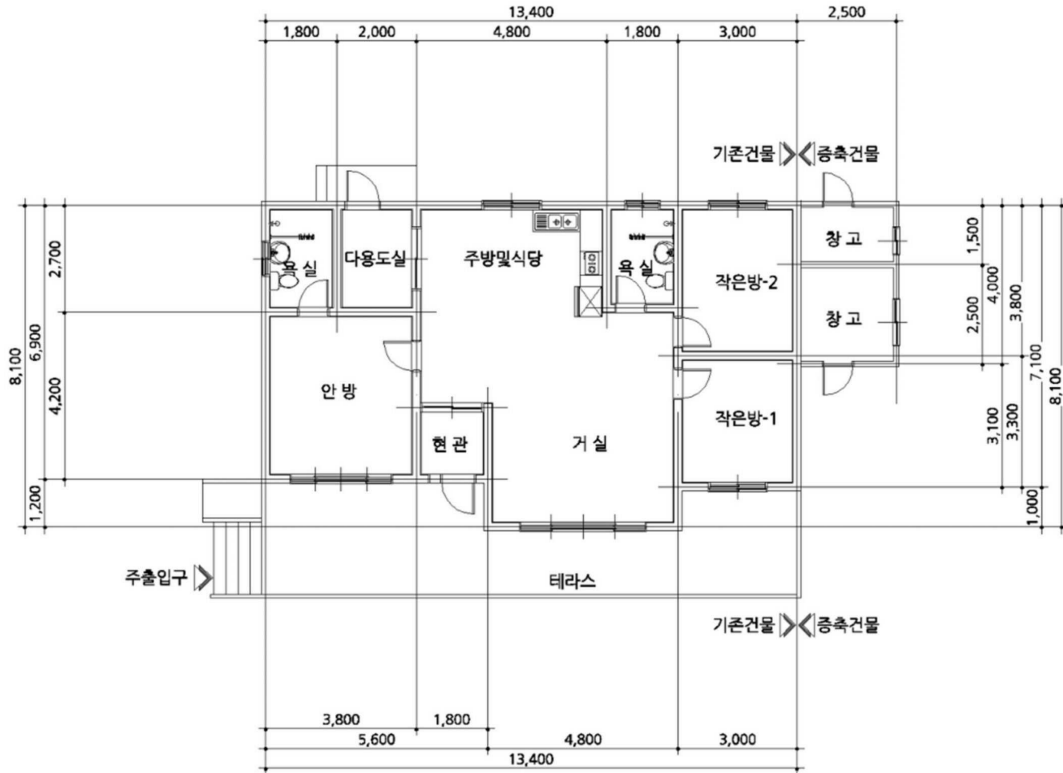 13,400
2,500
1,800
2,000
4,800
1,800
3,000
기존건물
증축건물
욕 실
다용도실
주방및식당
욕 실
작은방-2
창 고
창 고
안 방
현 관
거 실
작은방-1
8,100
6,900
2,700
4,200
1,200
1,500
2,500
4,000
3,800
7,100
8,100
3,100
3,300
1,000
주출입구
테라스
기존건물
증축건물
3,800
1,800
5,600
4,800
3,000
13,400